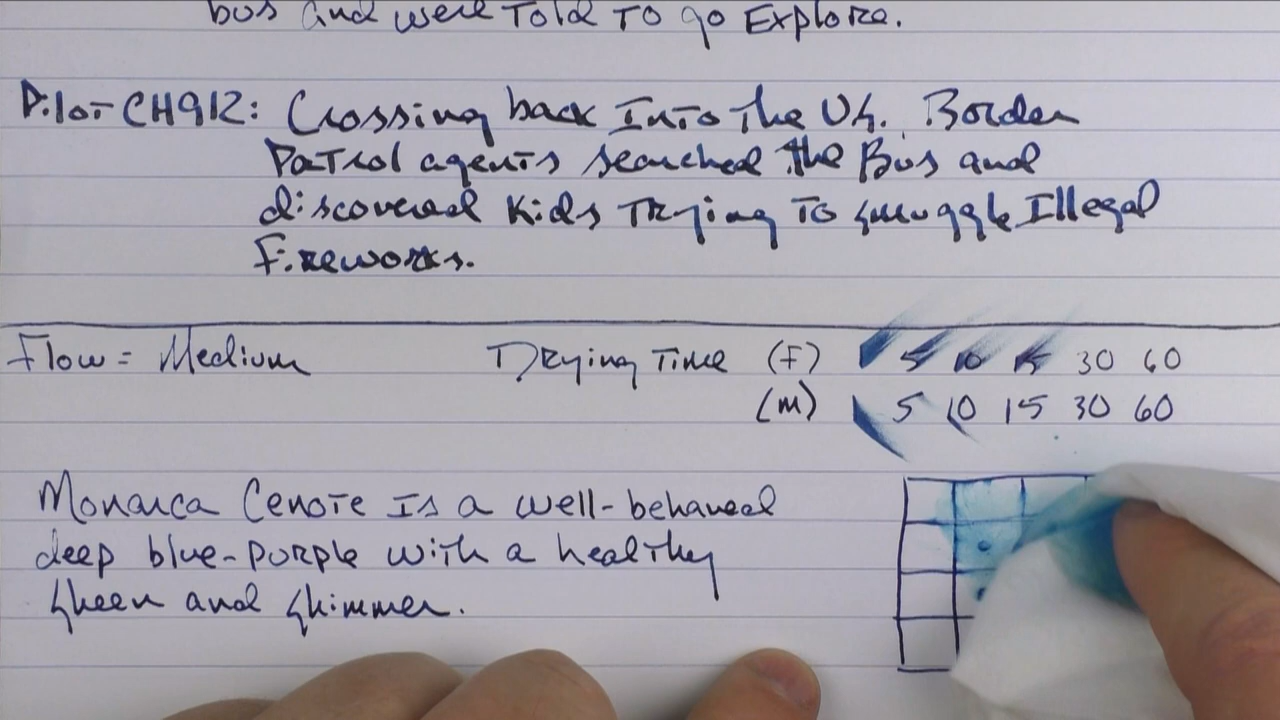 bus and were Told To go Explore.
Pilot CH912: Crossing back Into The U.S. Border
Patrol agents searched the Bus and
discovered Kids Trying To smuggle Illegal
Fireworks.
Flow = Medium Drying Time (F) 5 10 15 30 60
(M) 5 10 15 30 60
Monarca Cenote Is a well-behaved
deep blue-purple with a healthy
sheen and shimmer.